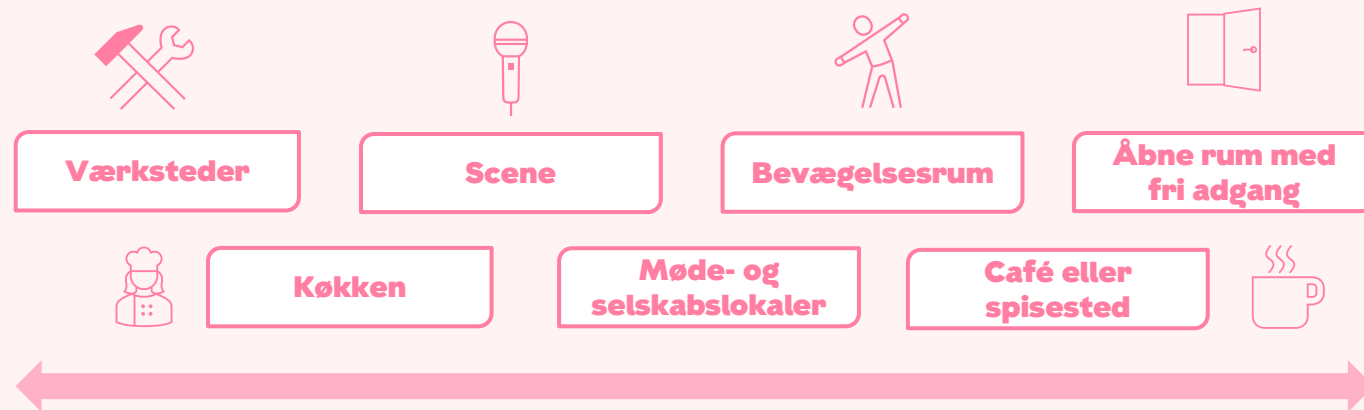 Værksteder
Scene
Bevægelsesrum
Åbne rum med
fri adgang
Køkken
Møde- og
selskabslokaler
Café eller
spisested